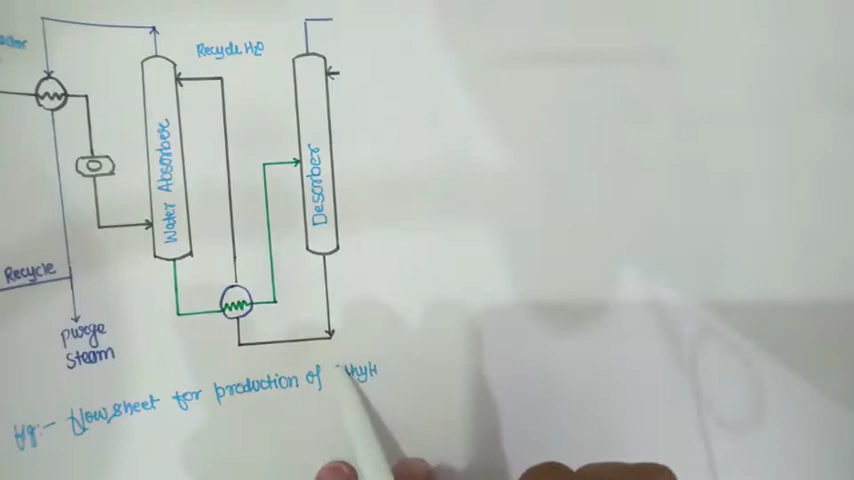 Recycle H2O
Water Absorber
Desorber
Recycle
purge
steam
Fig:- Flow sheet for production of